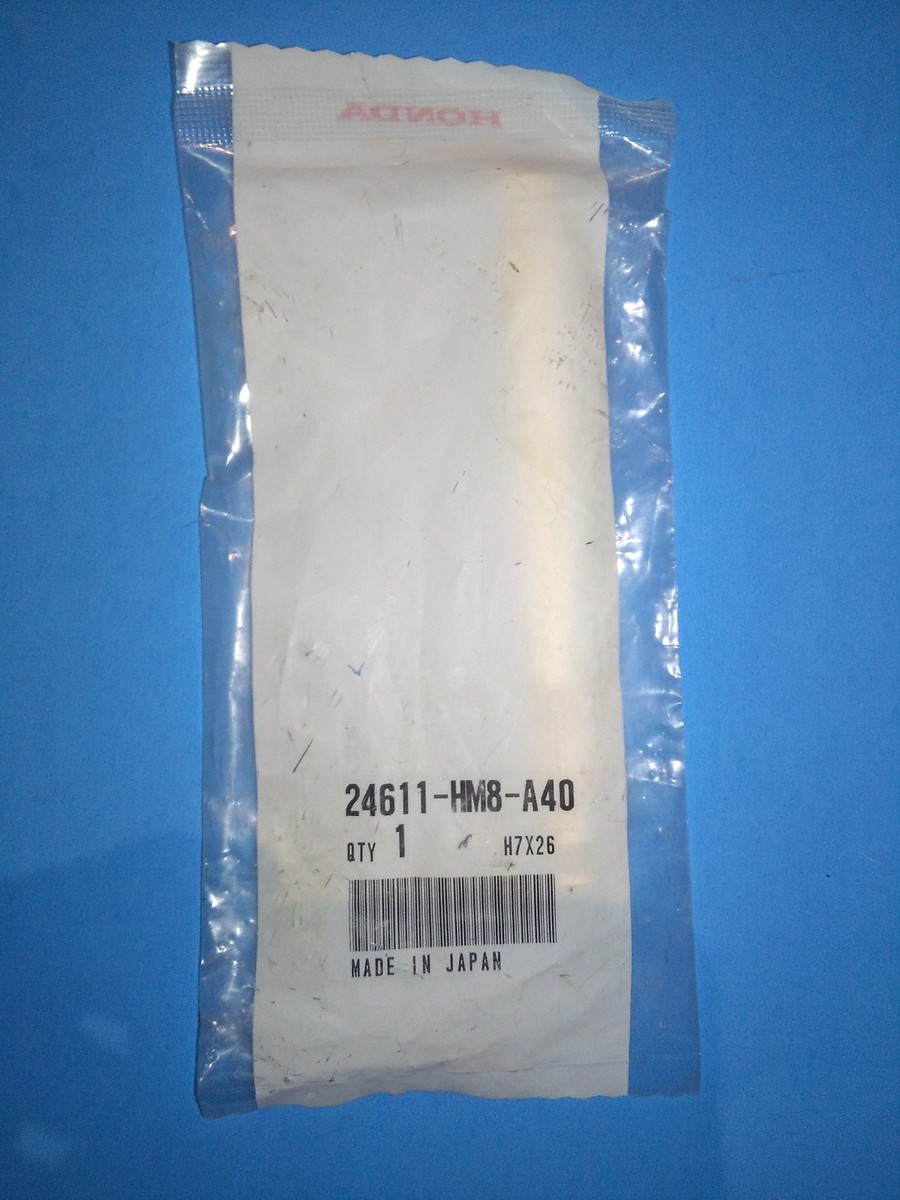 HONDA
24611-HM8-A40
QTY 1 H7X26
MADE IN JAPAN